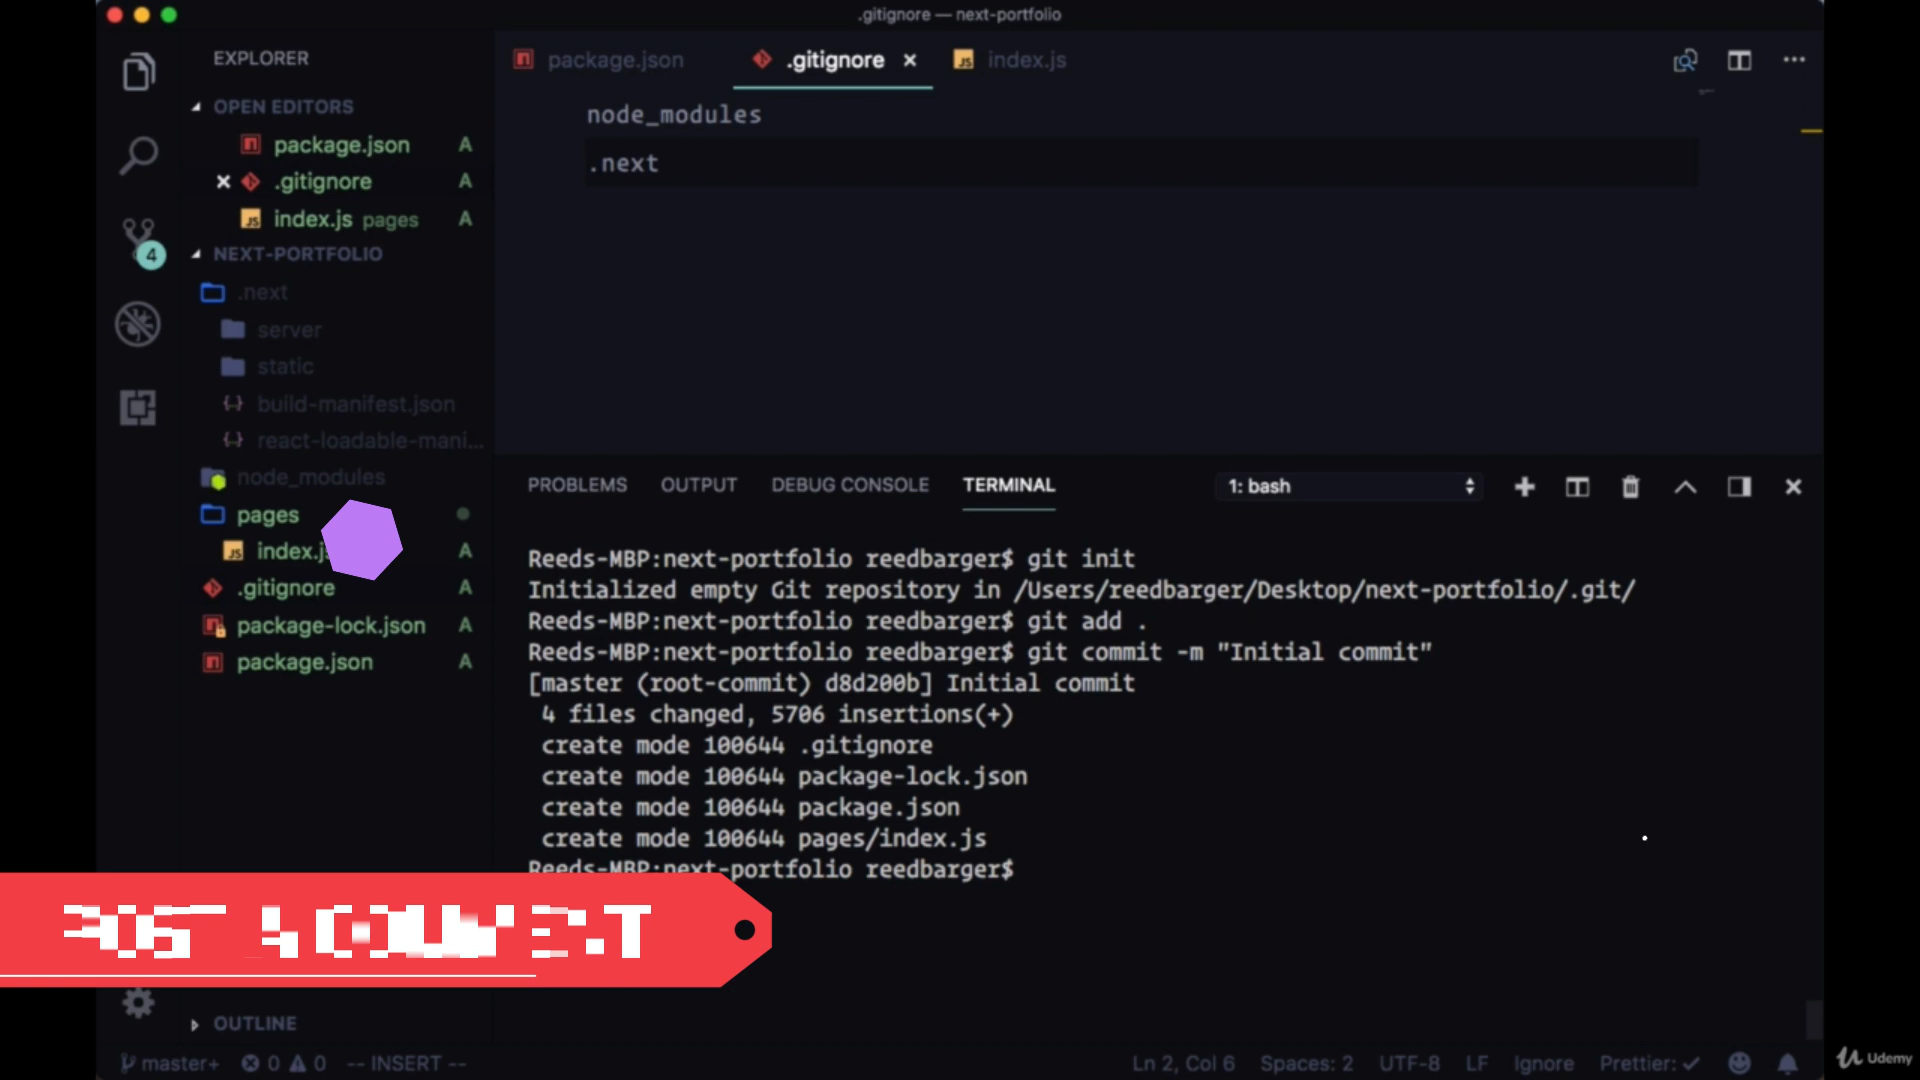 .gitignore — next-portfolio
EXPLORER
package.json
.gitignore
index.js
OPEN EDITORS
package.json A
.gitignore A
index.js pages A
4
NEXT-PORTFOLIO
.next
server
static
build-manifest.json
react-loadable-mani...
node_modules
pages
A
.gitignore A
package-lock.json A
package.json A
OUTLINE
node_modules
.next
PROBLEMS OUTPUT DEBUG CONSOLE TERMINAL 1: bash
Reeds-MBP:next-portfolio reedbarger$ git init
Initialized empty Git repository in /Users/reedbarger/Desktop/next-portfolio/.git/
Reeds-MBP:next-portfolio reedbarger$ git add .
Reeds-MBP:next-portfolio reedbarger$ git commit -m "Initial commit"
[master (root-commit) d8d200b] Initial commit
4 files changed, 5706 insertions(+)
create mode 100644 .gitignore
create mode 100644 package-lock.json
create mode 100644 package.json
create mode 100644 pages/index.js
Reeds-MBP:next-portfolio reedbarger$
master+ 0 0 -- INSERT -- Ln 2, Col 6 Spaces: 2 UTF-8 LF Ignore Prettier: ✓
Udemy